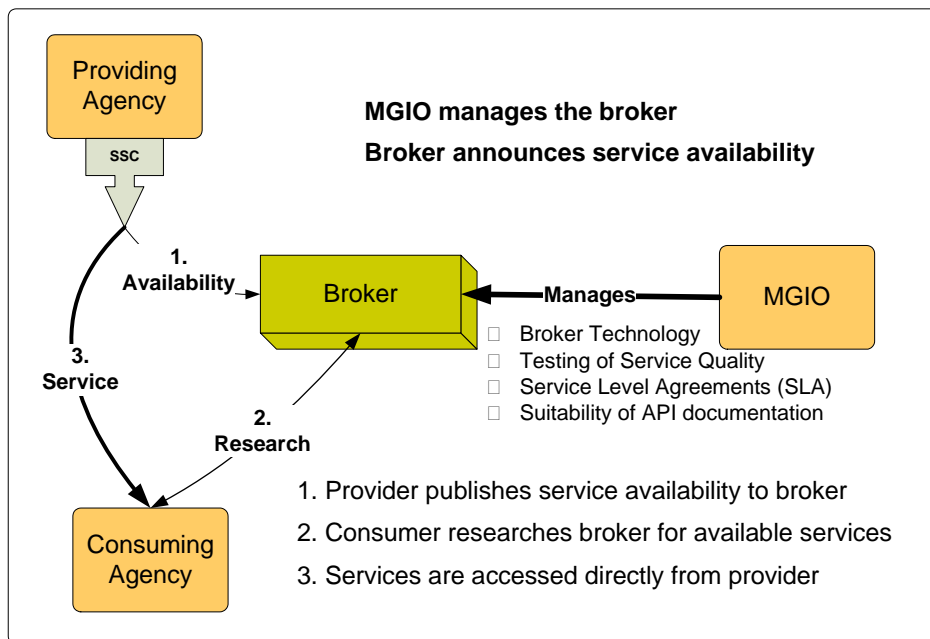 Providing
Agency
SSC
MGIO manages the broker
Broker announces service availability
1.
Availability
Broker
Manages
MGIO
Broker Technology
Testing of Service Quality
Service Level Agreements (SLA)
Suitability of API documentation
3.
Service
2.
Research
Consuming
Agency
1. Provider publishes service availability to broker
2. Consumer researches broker for available services
3. Services are accessed directly from provider